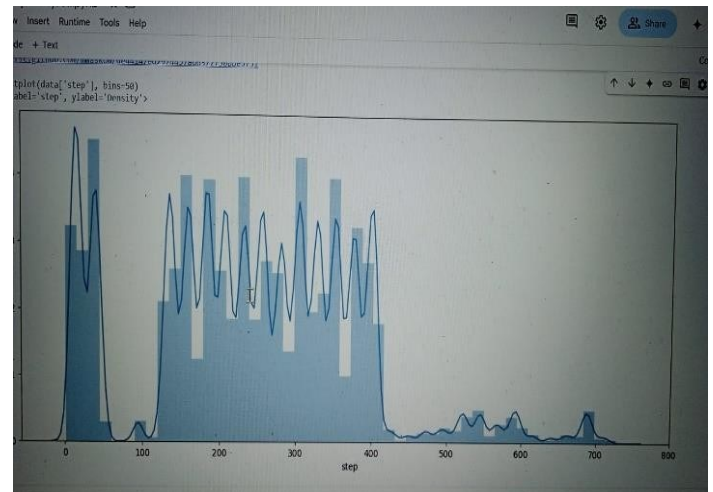 Insert Runtime Tools Help
Share
+ Text
tplot(data['step'], bins=50)
abel='step', ylabel='Density'>
0 100 200 300 400 500 600 700 800
step